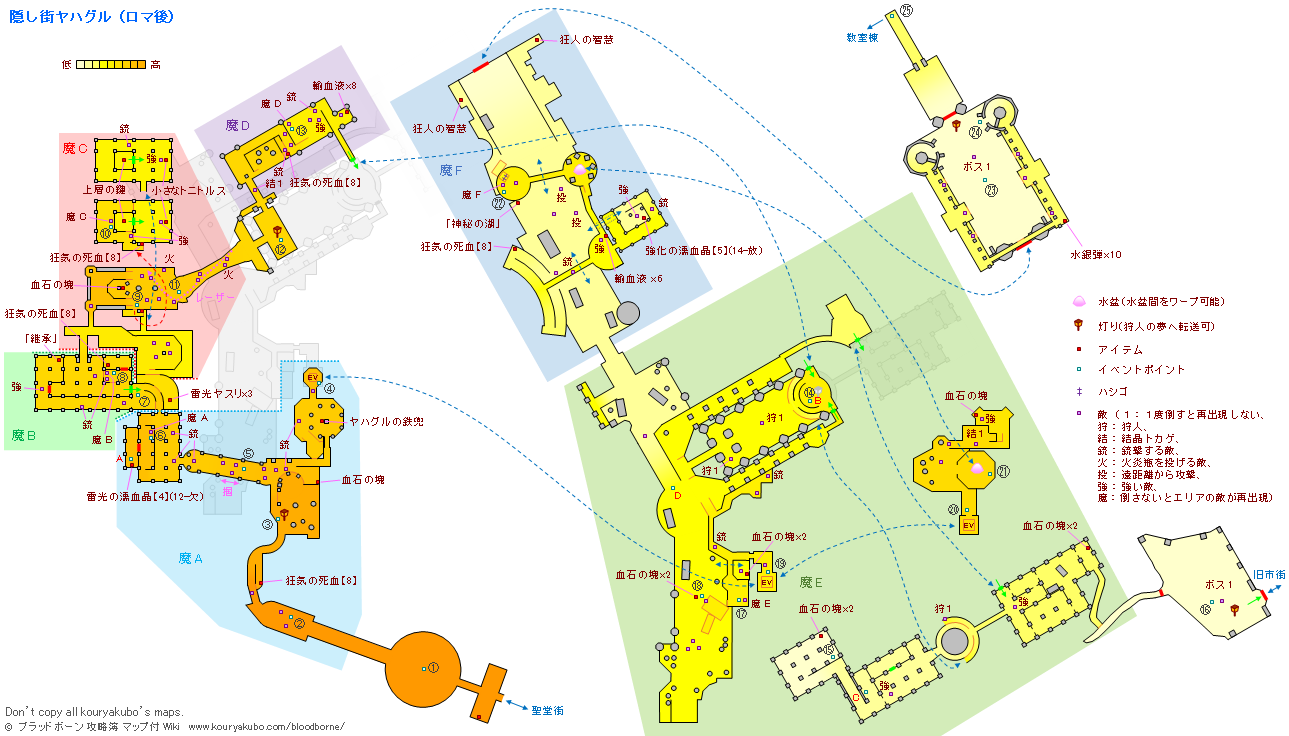 隠し街ヤハグル（ロマ後）
低
高
輸血液×8
魔D
銃
⑬
強
魔D
銃
結1
狂気の死血【8】
魔C
銃
強
上層の鍵
小さなトニトルス
魔C
⑩
強
狂気の死血【8】
火
火
⑫
血石の塊
⑨
⑪
レーザー
狂気の死血【8】
「継承」
強
⑧
⑦
雷光ヤスリ×3
銃
魔B
魔B
魔A
⑥
銃
A
⑤
掴
銃
雷光の濡血晶【4】(12-欠)
EV
④
ヤハグルの鉄兜
血石の塊
③
魔A
狂気の死血【8】
②
①
聖堂街
狂人の智慧
狂人の智慧
魔F
魔F
㉒
「神秘の湖」
投
投
強
銃
強
強化の濡血晶【5】(14-放)
狂気の死血【8】
銃
輸血液 ×6
⑭
B
狩1
狩1
銃
D
銃
血石の塊×2
⑲
EV
血石の塊×2
⑱
魔E
⑰
魔E
血石の塊×2
⑮
C
強
狩1
強
血石の塊×2
血石の塊
強
結1
㉑
⑳
EV
ボス1
⑯
旧市街
教室棟
㉕
㉔
ボス1
㉓
水銀弾×10
水盆(水盆間をワープ可能)
灯り(狩人の夢へ転送可)
アイテム
イベントポイント
ハシゴ
敵 ( 1：1度倒すと再出現しない、
狩：狩人、
結：結晶トカゲ、
銃：銃撃する敵、
火：火炎瓶を投げる敵、
投：遠距離から攻撃、
強：強い敵、
魔：倒さないとエリアの敵が再出現)
Don't copy all kouryakubo's maps.
© ブラッドボーン攻略簿 マップ付Wiki www.kouryakubo.com/bloodborne/